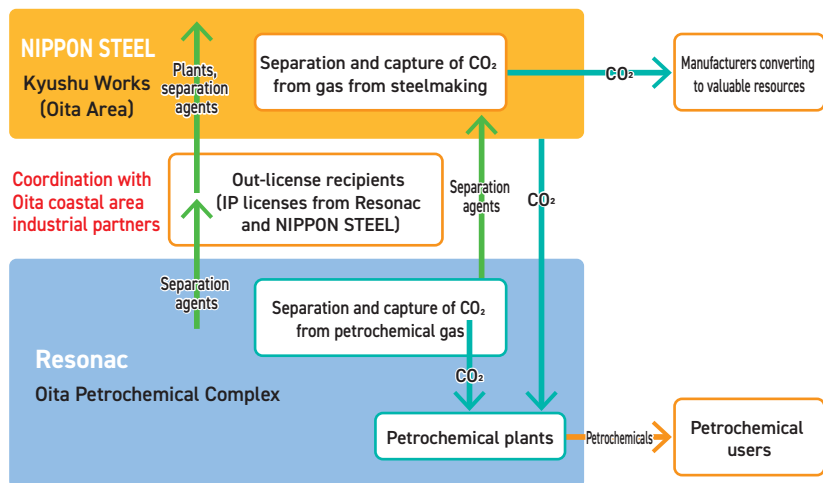 NIPPON STEEL
Kyushu Works
(Oita Area)
Plants,
separation
agents
Separation and capture of CO₂
from gas from steelmaking
CO₂
Manufacturers converting
to valuable resources
Coordination with
Oita coastal area
industrial partners
Out-license recipients
(IP licenses from Resonac
and NIPPON STEEL)
Separation
agents
CO₂
Separation
agents
Separation and capture of CO₂
from petrochemical gas
Resonac
Oita Petrochemical Complex
CO₂
Petrochemical plants
Petrochemicals
Petrochemical
users